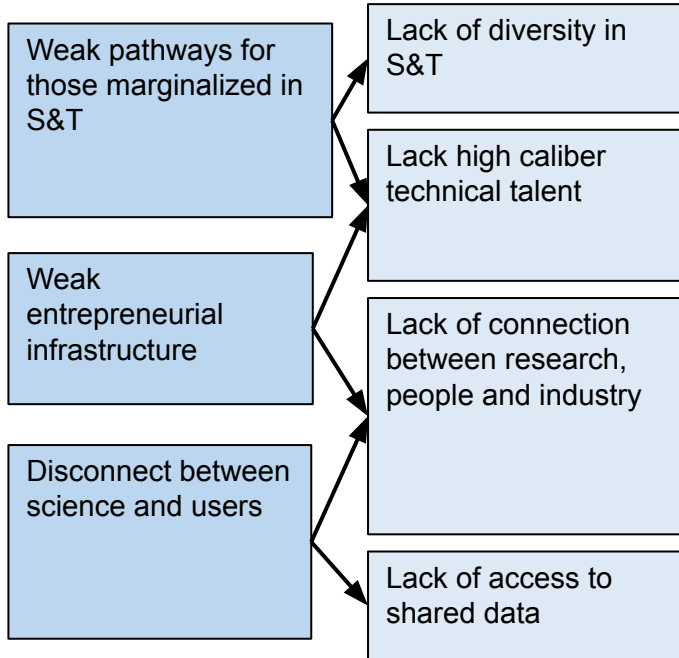 Weak pathways for
those marginalized in
S&T
Weak
entrepreneurial
infrastructure
Disconnect between
science and users
Lack of diversity in
S&T
Lack high caliber
technical talent
Lack of connection
between research,
people and industry
Lack of access to
shared data